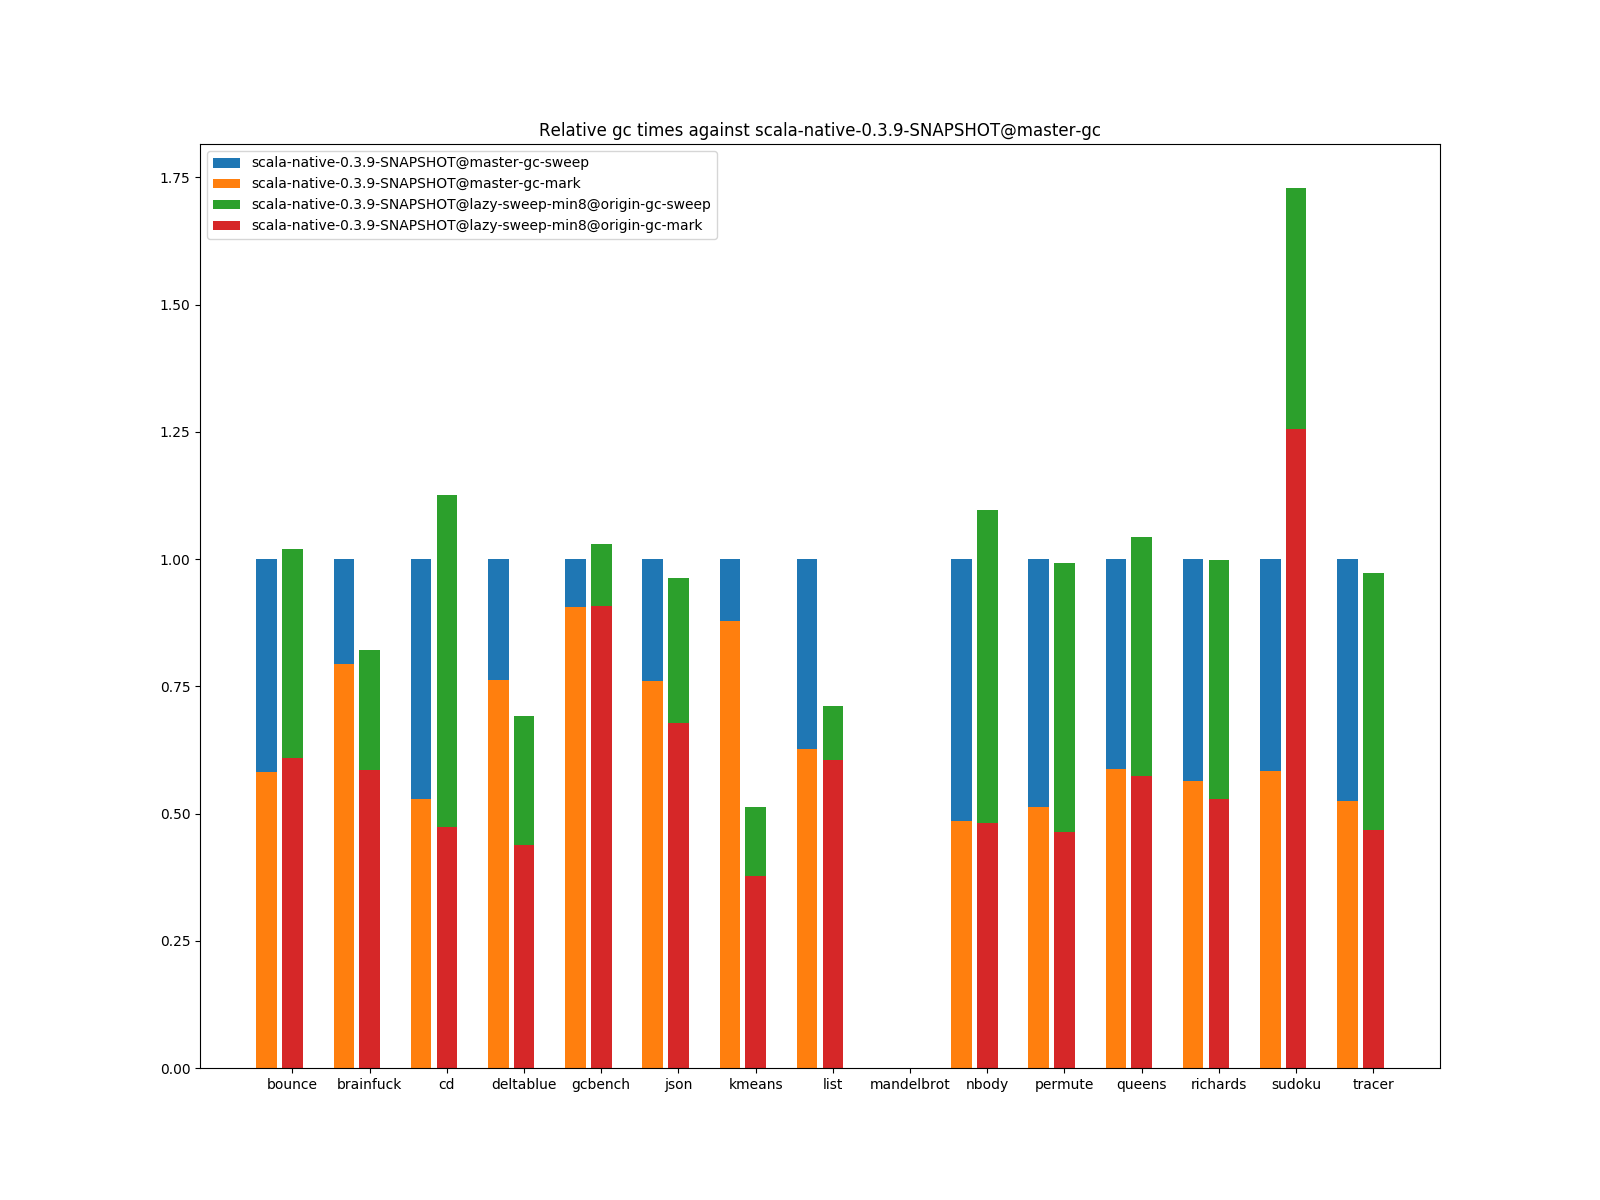 Relative gc times against scala-native-0.3.9-SNAPSHOT@master-gc
scala-native-0.3.9-SNAPSHOT@master-gc-sweep
scala-native-0.3.9-SNAPSHOT@master-gc-mark
scala-native-0.3.9-SNAPSHOT@lazy-sweep-min8@origin-gc-sweep
scala-native-0.3.9-SNAPSHOT@lazy-sweep-min8@origin-gc-mark
1.75
1.50
1.25
1.00
0.75
0.50
0.25
0.00
bounce brainfuck cd deltablue gcbench json kmeans list mandelbrot nbody permute queens richards sudoku tracer